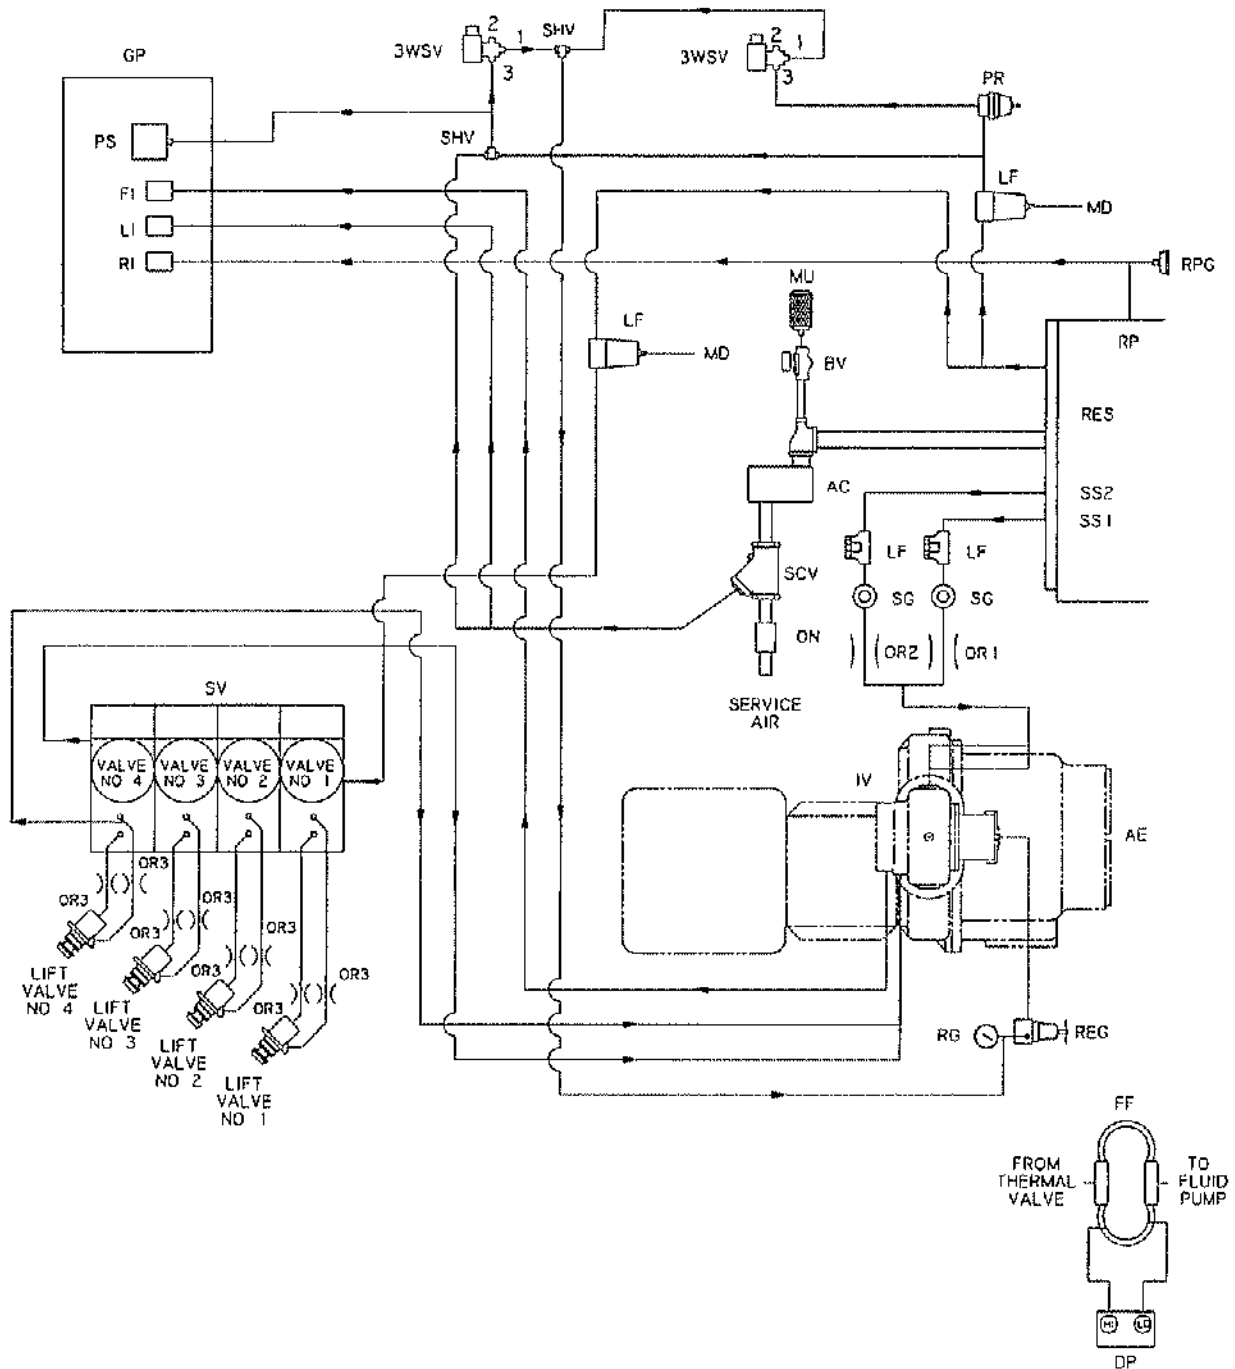 2
1
SHV
3WSV
3
2
1
3WSV
3
GP
PR
PS
SHV
LF
MD
FI
LI
RI
RPG
MU
LF
MD
BV
RP
RES
AC
SS2
SS1
LF
LF
SCV
SG
SG
ON
OR2
OR1
SERVICE
AIR
SV
VALVE
NO 4
VALVE
NO 3
VALVE
NO 2
VALVE
NO 1
IV
AE
OR3
OR3
OR3
OR3
OR3
OR3
OR3
OR3
LIFT
VALVE
NO 4
LIFT
VALVE
NO 3
LIFT
VALVE
NO 2
LIFT
VALVE
NO 1
RG
REG
FF
FROM
THERMAL
VALVE
TO
FLUID
PUMP
HI
LO
DP